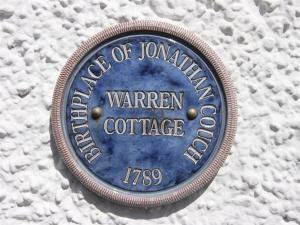 BIRTHPLACE OF JONATHAN COUCH
WARREN
COTTAGE
1789